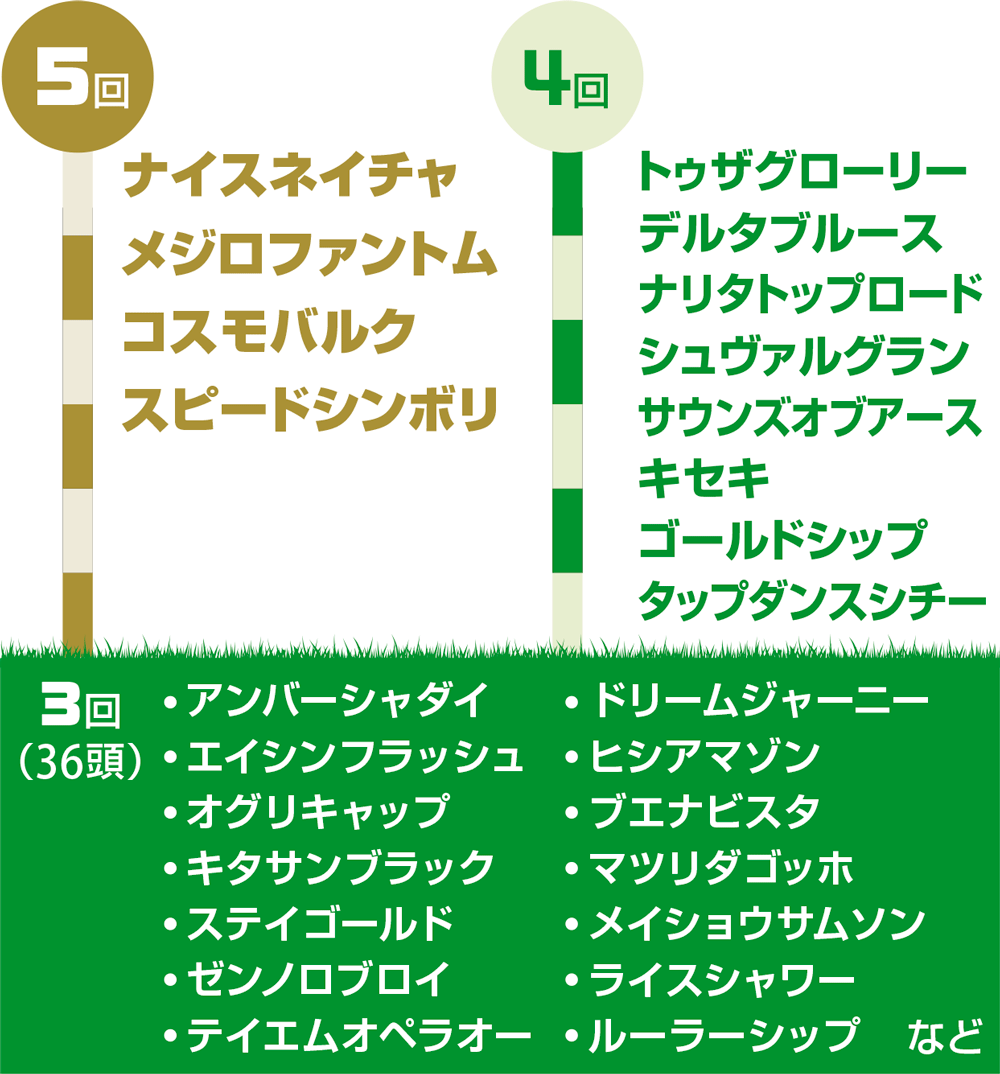 5回
ナイスネイチャ
メジロファントム
コスモバルク
スピードシンボリ
4回
トゥザグローリー
デルタブルース
ナリタトップロード
シュヴァルグラン
サウンズオブアース
キセキ
ゴールドシップ
タップダンスシチー
3回
（36頭）
・アンバーシャダイ
・エイシンフラッシュ
・オグリキャップ
・キタサンブラック
・ステイゴールド
・ゼンノロブロイ
・テイエムオペラオー
・ドリームジャーニー
・ヒシアマゾン
・ブエナビスタ
・マツリダゴッホ
・メイショウサムソン
・ライスシャワー
・ルーラーシップ　など